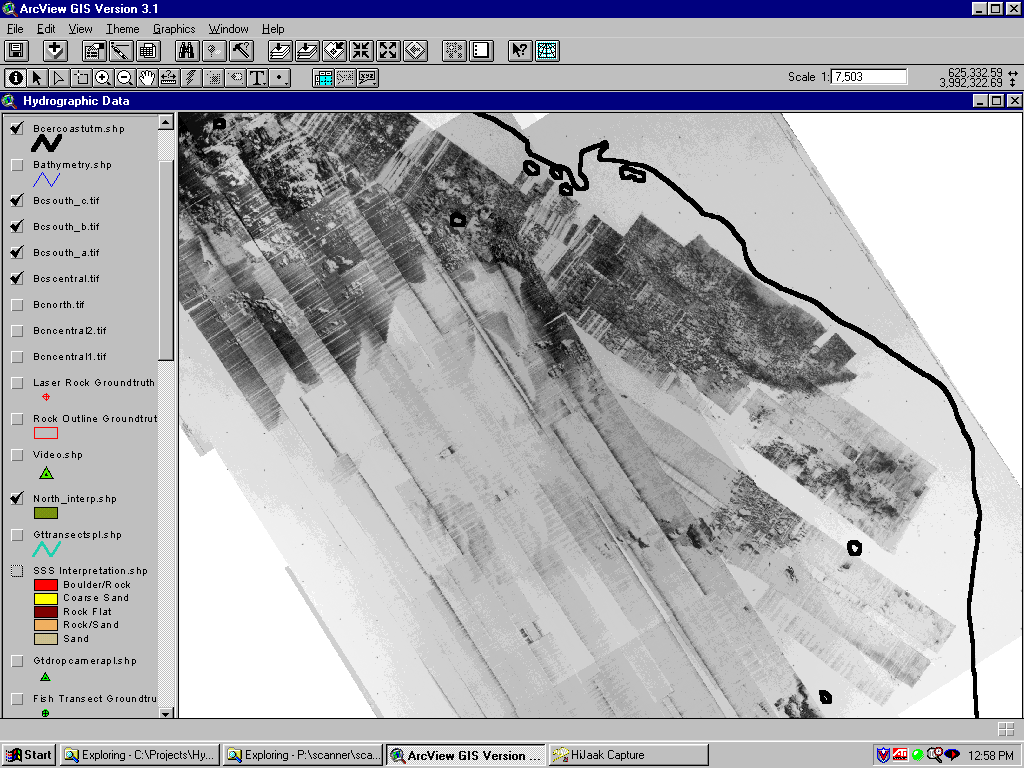 ArcView GIS Version 3.1
File Edit View Theme Graphics Window Help
Scale 1: 7,503
625,332.59
3,992,322.69
Hydrographic Data
Bcercoastutm.shp
Bathymetry.shp
Bcsouth_c.tif
Bcsouth_b.tif
Bcsouth_a.tif
Bcscentral.tif
Bcnorth.tif
Bcncentral2.tif
Bcncentral1.tif
Laser Rock Groundtruth
Rock Outline Groundtrut
Video.shp
North_interp.shp
Gttransectspl.shp
SSS Interpretation.shp
Boulder/Rock
Coarse Sand
Rock Flat
Rock/Sand
Sand
Gtdropcamerapl.shp
Fish Transect Groundtru
Start Exploring - C:\Projects\Hy... Exploring - P:\scanner\sca... ArcView GIS Version ... HiJaak Capture 12:58 PM